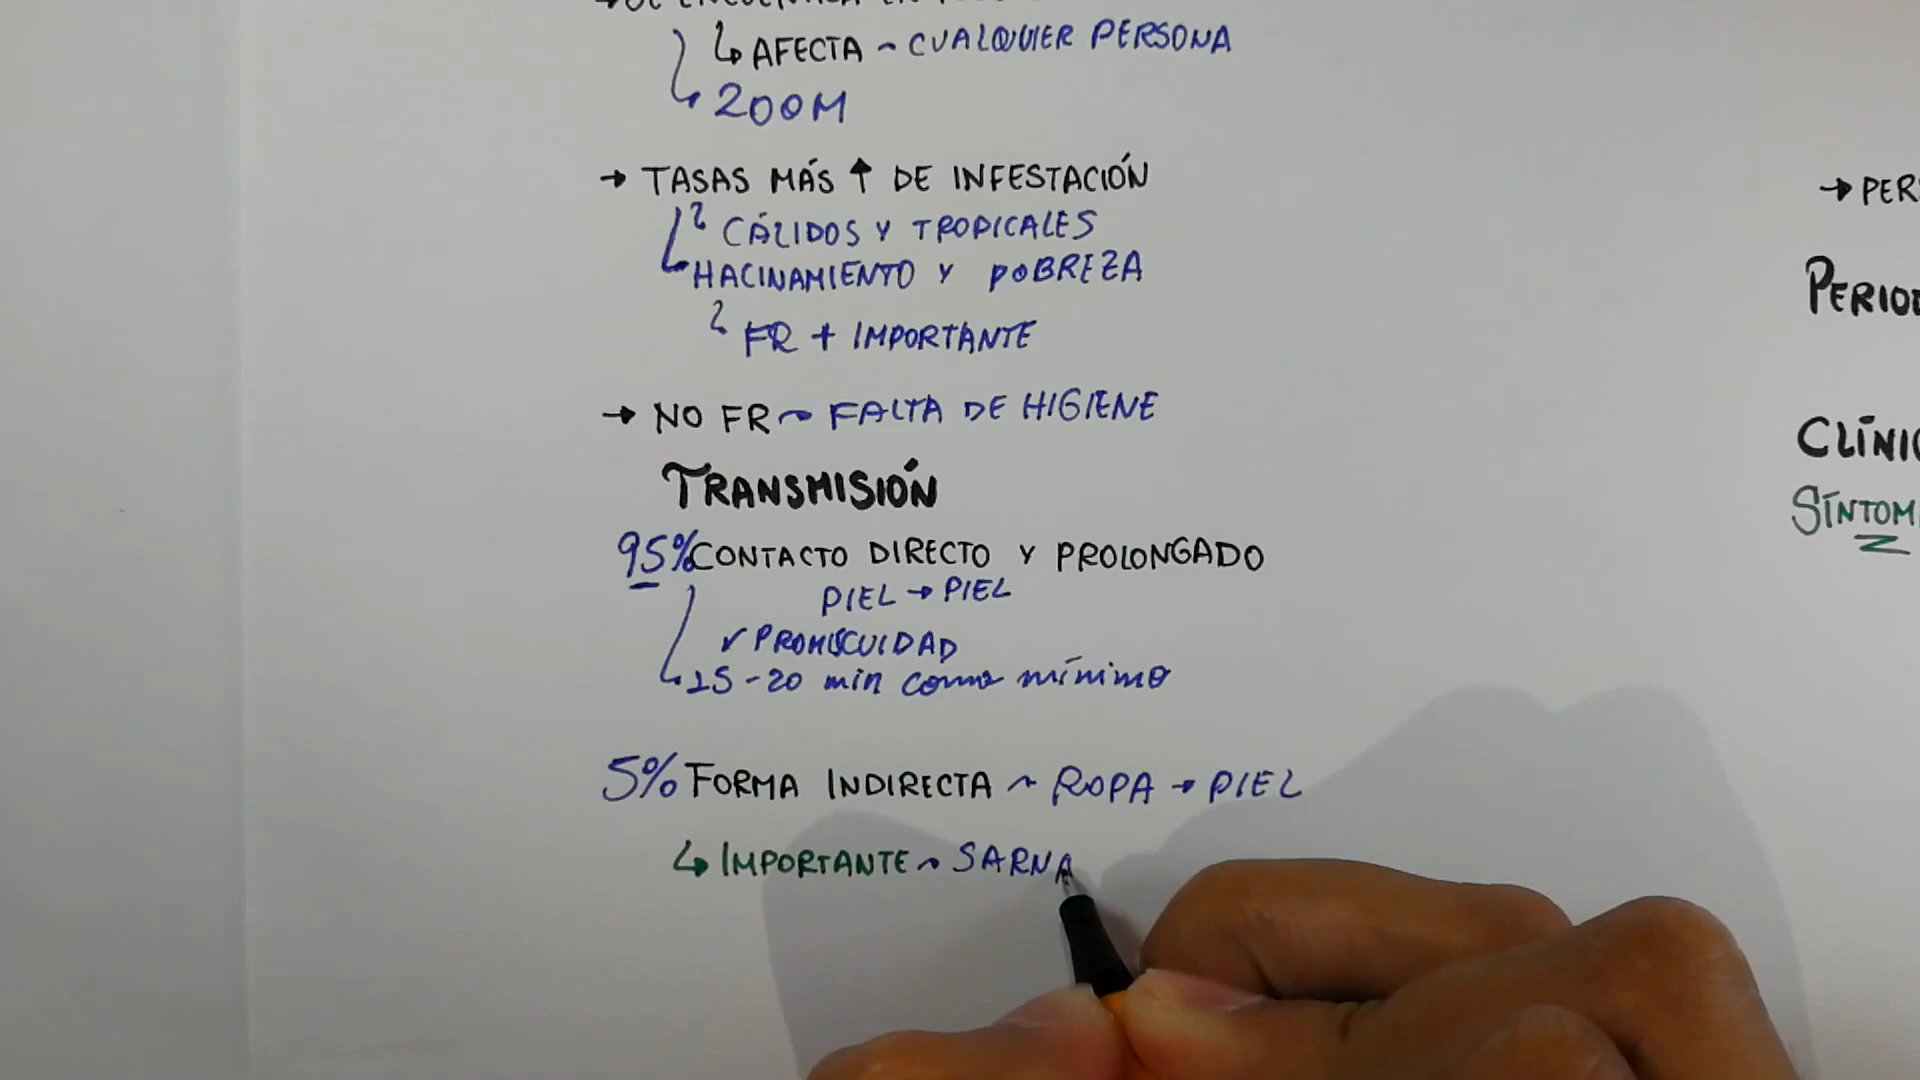 ↳ AFECTA ~ CUALQUIER PERSONA
200M
→ TASAS MÁS ↑ DE INFESTACIÓN
CÁLIDOS Y TROPICALES
HACINAMIENTO Y POBREZA
FR + IMPORTANTE
→ NO FR ~ FALTA DE HIGIENE
TRANSMISIÓN
95% CONTACTO DIRECTO Y PROLONGADO
PIEL → PIEL
✓ PROMISCUIDAD
15-20 min como mínimo
5% FORMA INDIRECTA ~ ROPA → PIEL
↳ IMPORTANTE ~ SARNA
→ PER
PERIOD
CLÍNIC
SÍNTOM